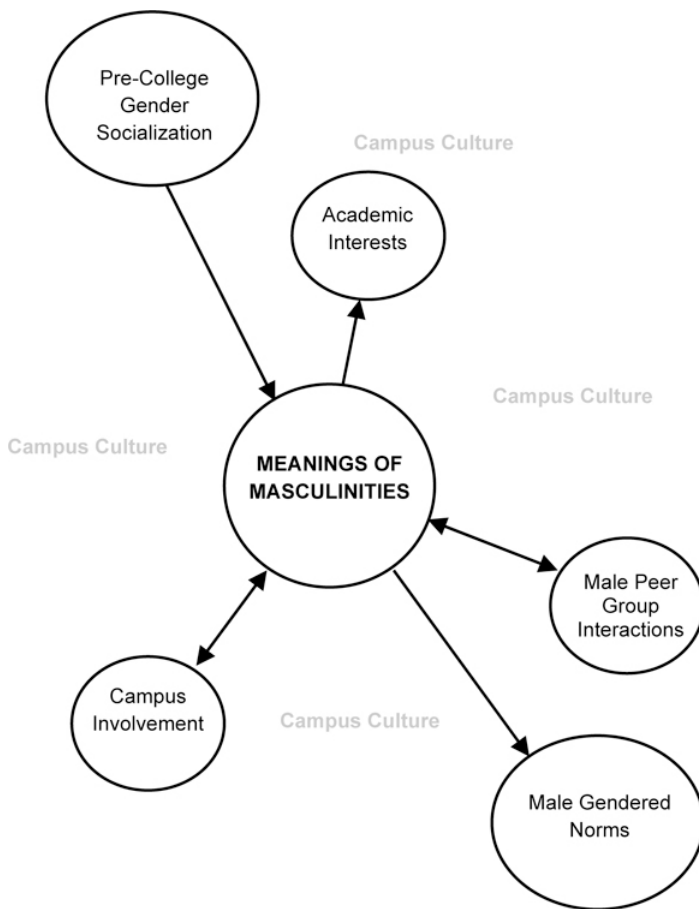 Pre-College
Gender
Socialization
Campus Culture
Academic
Interests
Campus Culture
Campus Culture
MEANINGS OF
MASCULINITIES
Male Peer
Group
Interactions
Campus
Involvement
Campus Culture
Male Gendered
Norms